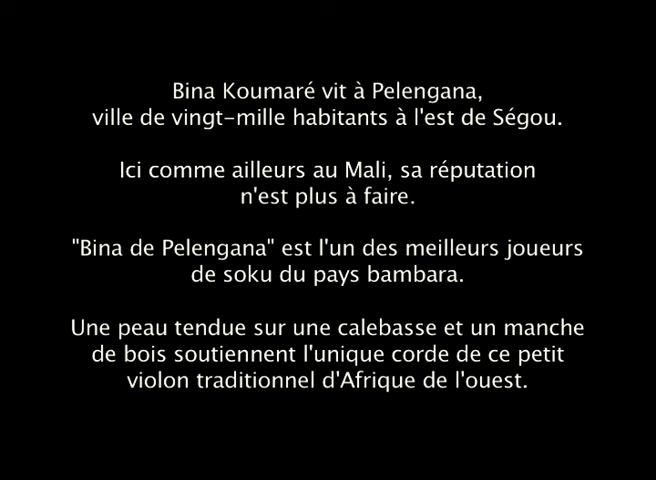 Bina Koumaré vit à Pelengana,
ville de vingt-mille habitants à l'est de Ségou.
Ici comme ailleurs au Mali, sa réputation
n'est plus à faire.
"Bina de Pelengana" est l'un des meilleurs joueurs
de soku du pays bambara.
Une peau tendue sur une calebasse et un manche
de bois soutiennent l'unique corde de ce petit
violon traditionnel d'Afrique de l'ouest.